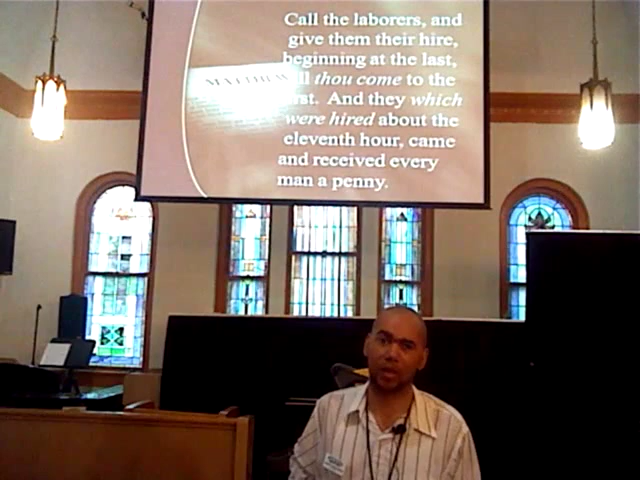 Call the laborers, and
give them their hire,
beginning at the last,
thou come to the
And they which
were hired about the
eleventh hour, came
and received every
man a penny.
MATTHEW